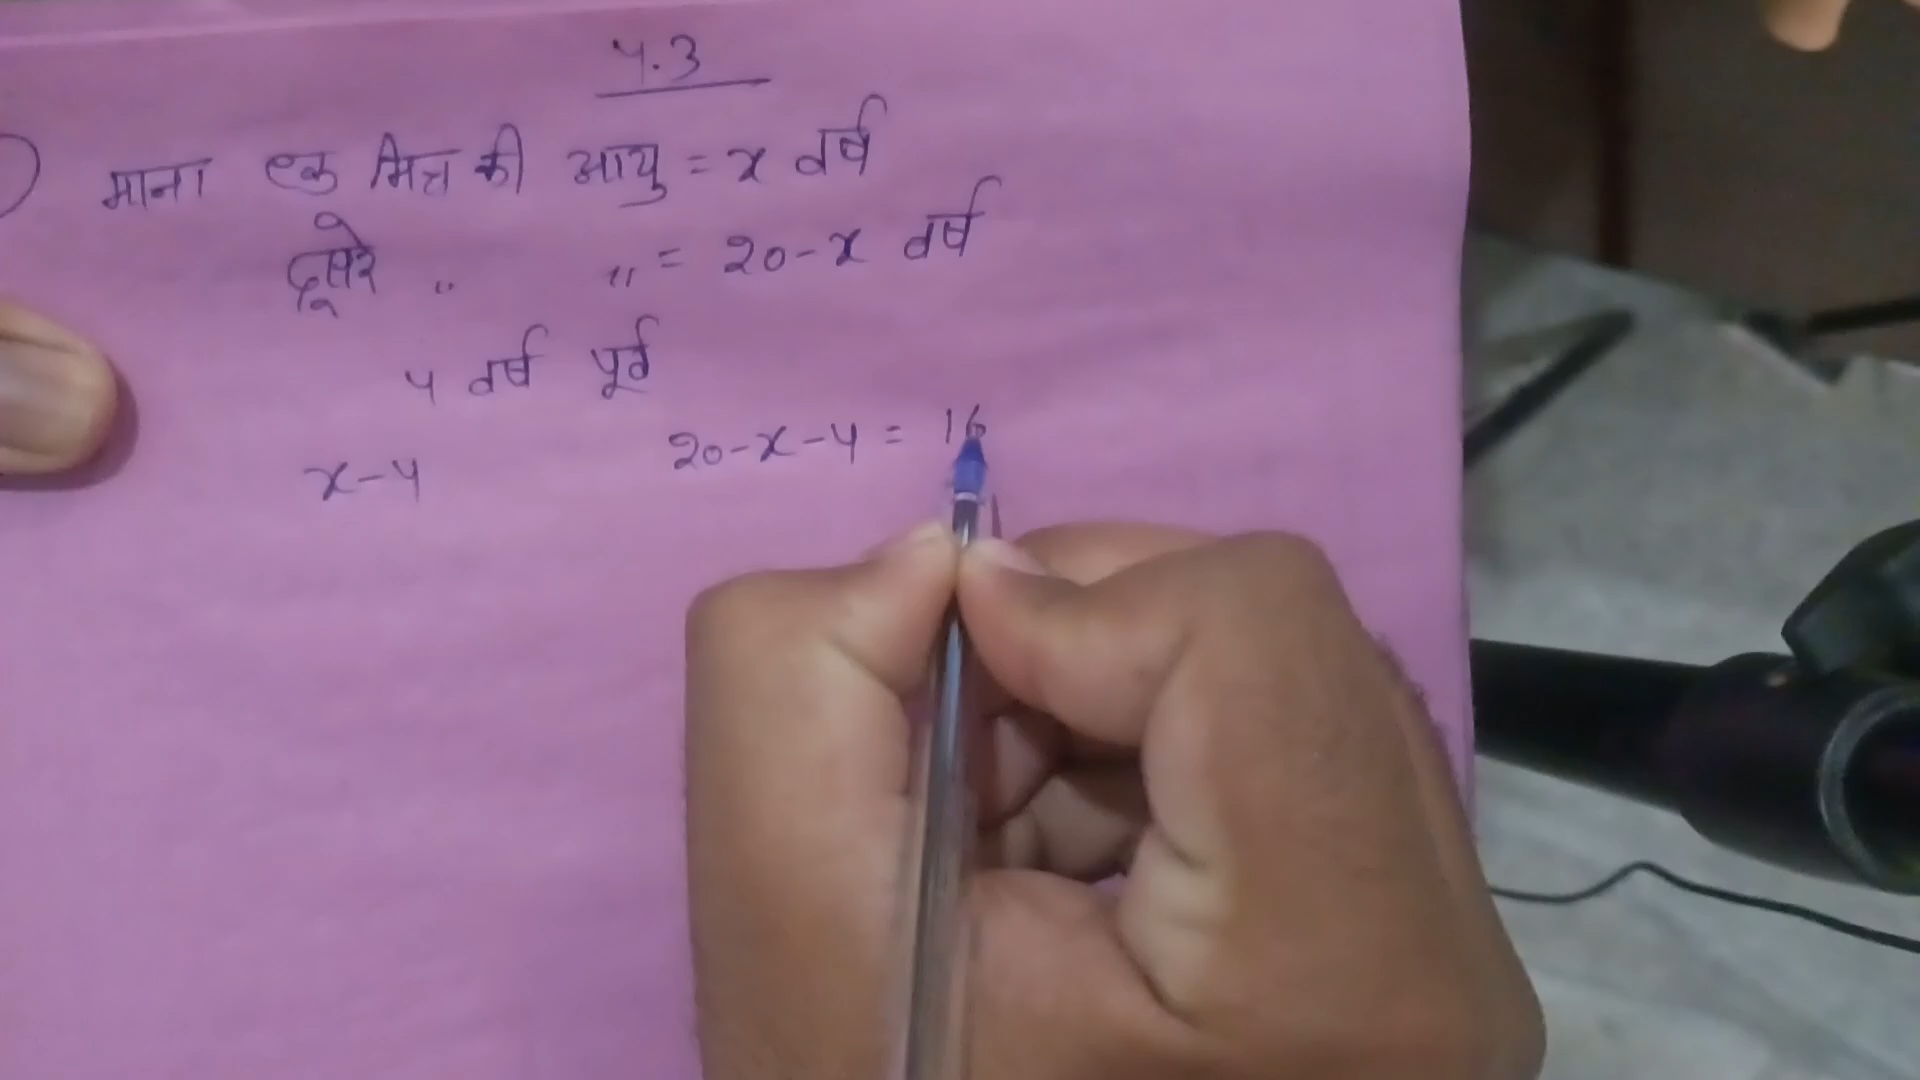 4.3
माना एक मित्र की आयु = x वर्ष
दूसरे " " = 20-x वर्ष
4 वर्ष पूर्व
x-4 20-x-4 = 16